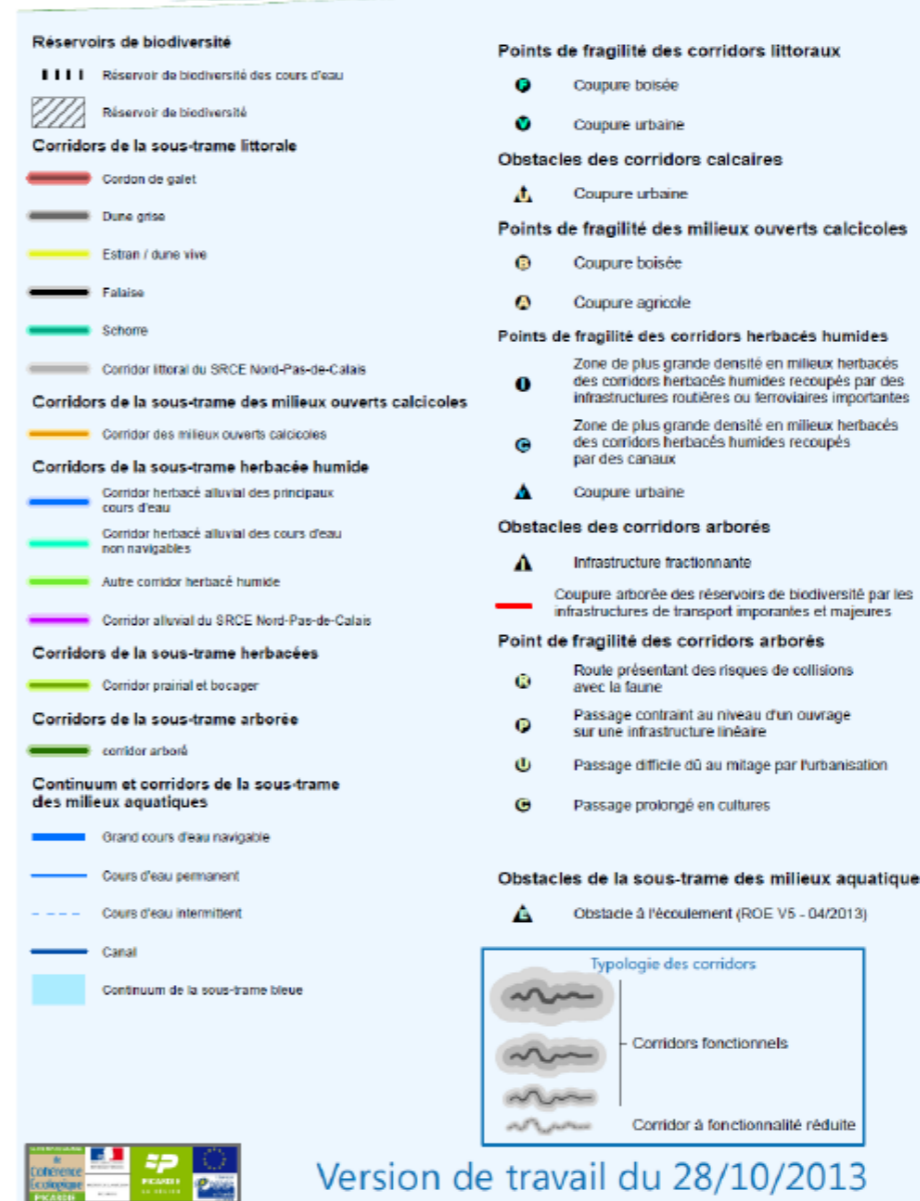 Réservoirs de biodiversité
Réservoir de biodiversité des cours d'eau
Réservoir de biodiversité
Corridors de la sous-trame littorale
Cordon de galet
Dune grise
Estran / dune vive
Falaise
Schorre
Corridor littoral du SRCE Nord-Pas-de-Calais
Corridors de la sous-trame des milieux ouverts calcicoles
Corridor des milieux ouverts calcicoles
Corridors de la sous-trame herbacée humide
Corridor herbacé alluvial des principaux
cours d'eau
Corridor herbacé alluvial des cours d'eau
non navigables
Autre corridor herbacé humide
Corridor alluvial du SRCE Nord-Pas-de-Calais
Corridors de la sous-trame herbacées
Corridor prairial et bocager
Corridors de la sous-trame arborée
corridor arboré
Continuum et corridors de la sous-trame
des milieux aquatiques
Grand cours d'eau navigable
Cours d'eau permanent
Cours d'eau intermittent
Canal
Continuum de la sous-trame bleue
Points de fragilité des corridors littoraux
F Coupure boisée
V Coupure urbaine
Obstacles des corridors calcaires
Coupure urbaine
Points de fragilité des milieux ouverts calcicoles
B Coupure boisée
A Coupure agricole
Points de fragilité des corridors herbacés humides
Zone de plus grande densité en milieux herbacés
I des corridors herbacés humides recoupés par des
infrastructures routières ou ferroviaires importantes
Zone de plus grande densité en milieux herbacés
C des corridors herbacés humides recoupés
par des canaux
Coupure urbaine
Obstacles des corridors arborés
Infrastructure fractionnante
Coupure arborée des réservoirs de biodiversité par les
infrastructures de transport imporantes et majeures
Point de fragilité des corridors arborés
R Route présentant des risques de collisions
avec la faune
P Passage contraint au niveau d'un ouvrage
sur une infrastructure linéaire
U Passage difficile dû au mitage par l'urbanisation
C Passage prolongé en cultures
Obstacles de la sous-trame des milieux aquatique
E Obstacle à l'écoulement (ROE V5 - 04/2013)
Typologie des corridors
Corridors fonctionnels
Corridor à fonctionnalité réduite
Cohérence
Ecologique
PICARDIE
PICARDIE
LA RÉGION
Version de travail du 28/10/2013